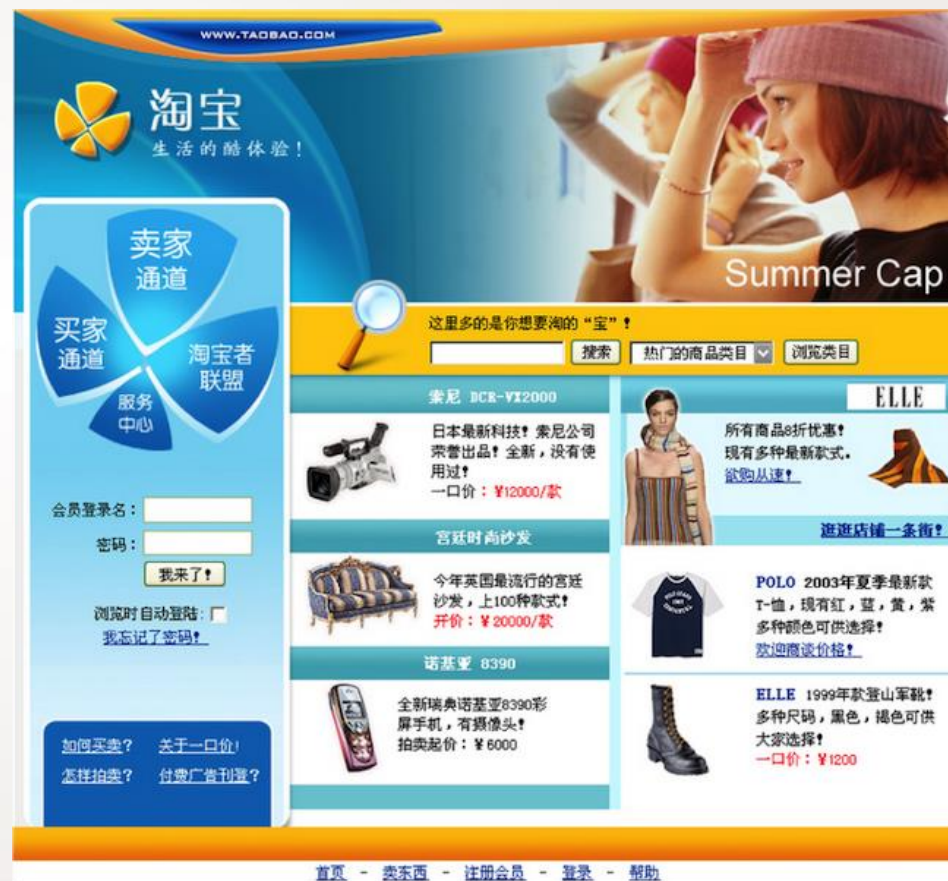 WWW.TAOBAO.COM
淘宝
生活的酷体验!
Summer Cap
卖家
通道
买家
通道
淘宝者
联盟
服务
中心
会员登录名：
密码：
我来了!
浏览时自动登陆:
我忘记了密码!
如何买卖? 关于一口价!
怎样拍卖? 付费广告刊登?
这里多的是你想要淘的“宝”!
搜索 热门的商品类目 浏览类目
索尼 DCR-VX2000
日本最新科技! 索尼公司
荣誉出品! 全新，没有使
用过!
一口价：¥12000/款
宫廷时尚沙发
今年英国最流行的宫廷
沙发，上100种款式!
开价：¥20000/款
诺基亚 8390
全新瑞典诺基亚8390彩
屏手机，有摄像头!
拍卖起价：¥6000
ELLE
所有商品8折优惠!
现有多种最新款式.
欲购从速!
逛逛店铺一条街!
POLO 2003年夏季最新款
T-恤，现有红，蓝，黄，紫
多种颜色可供选择!
欢迎商谈价格!
ELLE 1999年款登山军靴!
多种尺码，黑色，褐色可供
大家选择!
一口价：¥1200
首页 - 卖东西 - 注册会员 - 登录 - 帮助